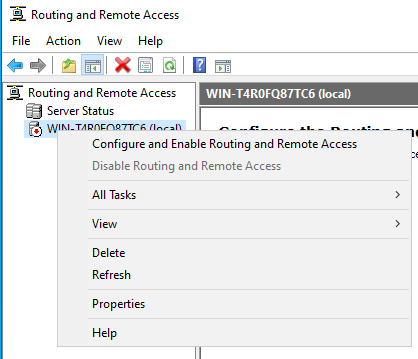 Routing and Remote Access
File Action View Help
Routing and Remote Access
Server Status
WIN-T4R0FQ87TC6 (local)
WIN-T4R0FQ87TC6 (local)
Configure the Routing and
Configure and Enable Routing and Remote Access
Disable Routing and Remote Access
All Tasks
View
Delete
Refresh
Properties
Help